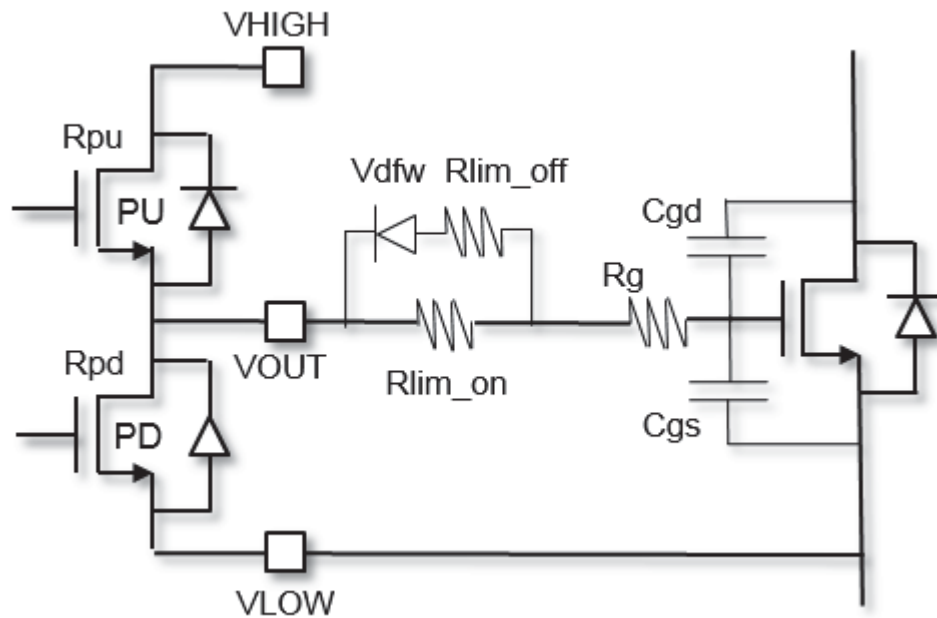 VHIGH
Rpu
PU
Vdfw Rlim_off
Cgd
Rg
VOUT
Rlim_on
Rpd
PD
Cgs
VLOW